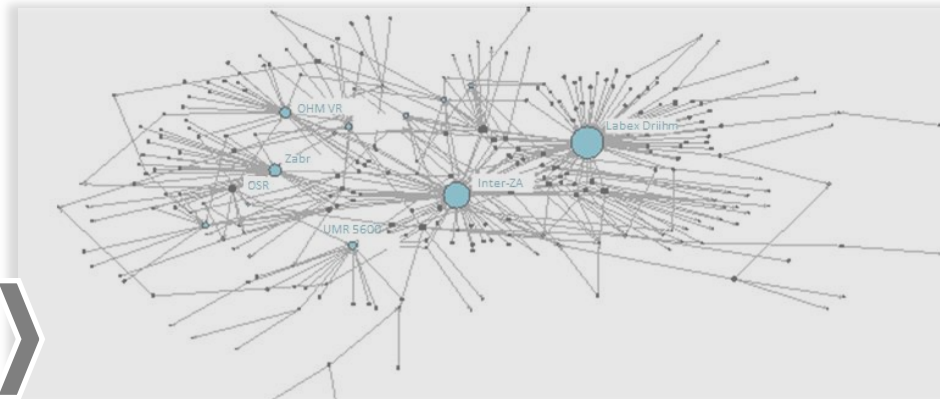 OHM VR
Labex Driihm
Zabr
OSR
Inter-ZA
UMR 5600